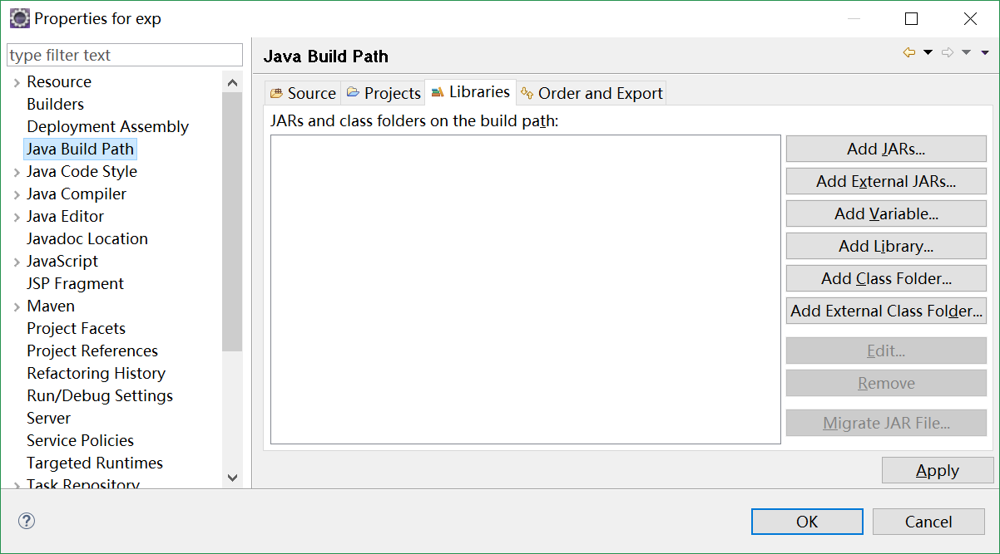 Properties for exp
type filter text
Resource
Builders
Deployment Assembly
Java Build Path
Java Code Style
Java Compiler
Java Editor
Javadoc Location
JavaScript
JSP Fragment
Maven
Project Facets
Project References
Refactoring History
Run/Debug Settings
Server
Service Policies
Targeted Runtimes
Task Repository
Java Build Path
Source Projects Libraries Order and Export
JARs and class folders on the build path:
Add JARs...
Add External JARs...
Add Variable...
Add Library...
Add Class Folder...
Add External Class Folder...
Edit...
Remove
Migrate JAR File...
Apply
OK Cancel